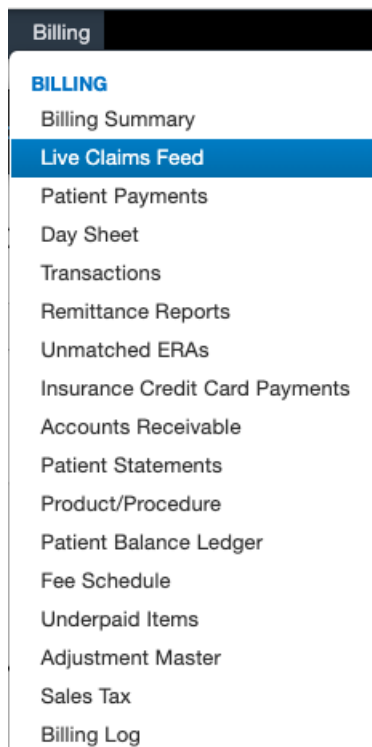 Billing
BILLING
Billing Summary
Live Claims Feed
Patient Payments
Day Sheet
Transactions
Remittance Reports
Unmatched ERAs
Insurance Credit Card Payments
Accounts Receivable
Patient Statements
Product/Procedure
Patient Balance Ledger
Fee Schedule
Underpaid Items
Adjustment Master
Sales Tax
Billing Log